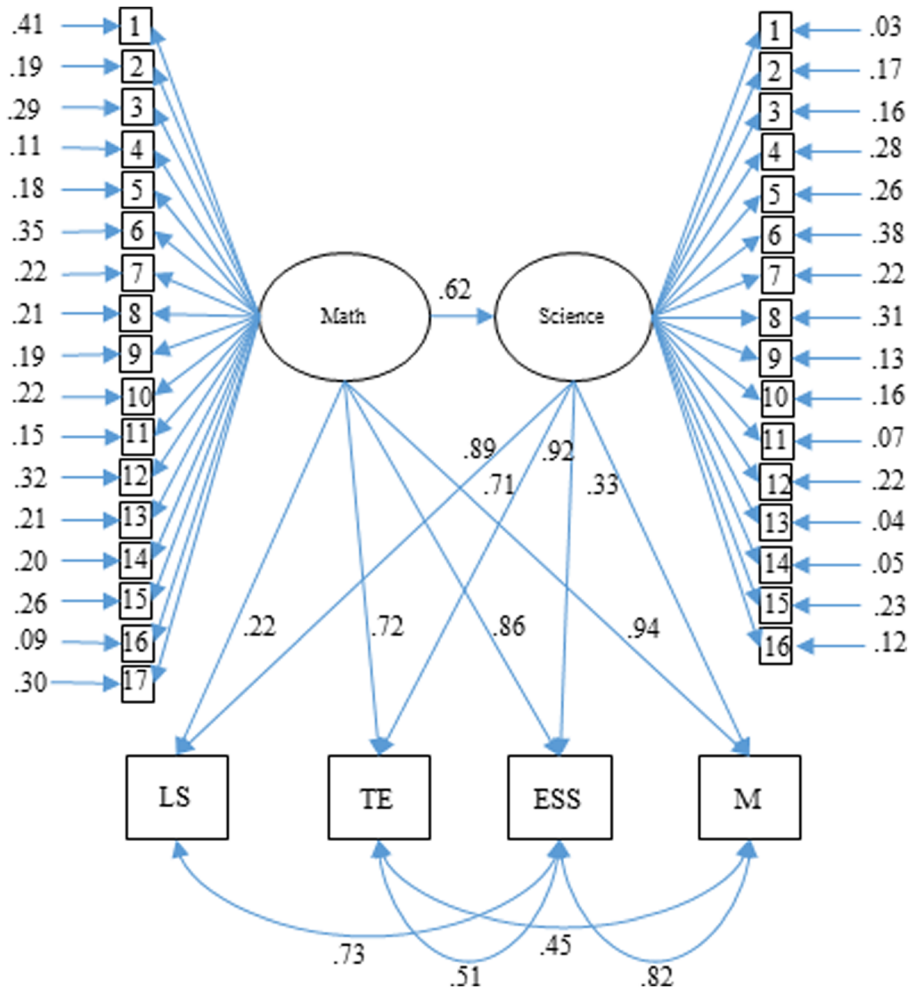 .41 1 1 .03
.19 2 2 .17
.29 3 3 .16
.11 4 4 .28
.18 5 5 .26
.35 6 6 .38
.22 7 7 .22
.62
.21 8 Math Science 8 .31
.19 9 9 .13
.22 10 10 .16
.15 11 11 .07
.89 .92
.32 12 .71 .33 12 .22
.21 13 13 .04
.20 14 14 .05
.26 15 15 .23
.22 .72 .86 .94
.09 16 16 .12
.30 17
LS TE ESS M
.73 .45
.51 .82